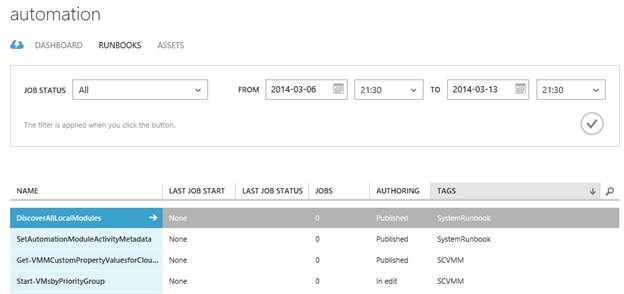 automation
DASHBOARD RUNBOOKS ASSETS
JOB STATUS All FROM 2014-03-06 21:30 TO 2014-03-13 21:30
The filter is applied when you click the button.
NAME LAST JOB START LAST JOB STATUS JOBS AUTHORING TAGS
DiscoverAllLocalModules None 0 Published SystemRunbook
SetAutomationModuleActivityMetadata None 0 Published SystemRunbook
Get-VMMCustomPropertyValuesforClou... None 0 Published SCVMM
Start-VMsbyPriorityGroup None 0 In edit SCVMM